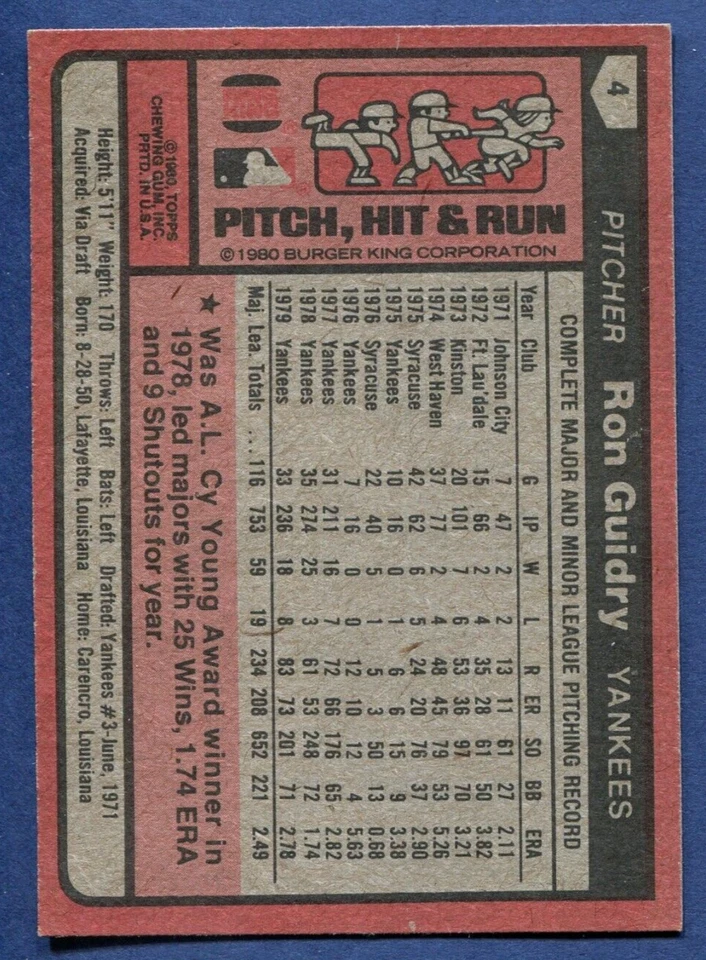 4 PITCHER Ron Guidry YANKEES
PITCH, HIT & RUN
©1980 BURGER KING CORPORATION
©1980, TOPPS
CHEWING GUM, INC.
PRTD. IN U.S.A.
COMPLETE MAJOR AND MINOR LEAGUE PITCHING RECORD
Year Club G IP W L R ER SO BB ERA
1971 Johnson City 7 47 2 2 13 11 61 27 2.11
1972 Ft. Lau'dale 15 66 2 4 35 28 61 50 3.82
1973 Kinston 20 101 7 6 53 36 97 70 3.21
1974 West Haven 37 77 2 4 48 45 79 53 5.26
1975 Syracuse 42 62 6 5 24 20 76 37 2.90
1975 Yankees 10 16 0 1 6 6 15 9 3.38
1976 Syracuse 22 40 5 1 5 3 50 13 0.68
1976 Yankees 7 16 0 0 12 10 12 4 5.63
1977 Yankees 31 211 16 7 72 66 176 65 2.82
1978 Yankees 35 274 25 3 61 53 248 72 1.74
1979 Yankees 33 236 18 8 83 73 201 71 2.78
Maj. Lea. Totals ... 116 753 59 19 234 208 652 221 2.49
★ Was A.L. Cy Young Award winner in
1978, led majors with 25 Wins, 1.74 ERA
and 9 Shutouts for year.
Height: 5'11" Weight: 170 Throws: Left Bats: Left Drafted: Yankees #3-June, 1971
Acquired: Via Draft Born: 8-28-50, Lafayette, Louisiana Home: Carencro, Louisiana